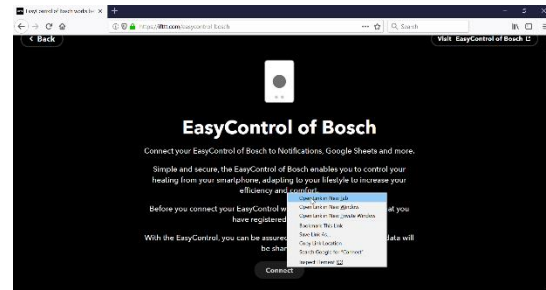 EasyControl of Bosch works be
https://ifttt.com/easycontrol_bosch
Search
< Back
Visit EasyControl of Bosch
EasyControl of Bosch
Connect your EasyControl of Bosch to Notifications, Google Sheets and more.
Simple and secure, the EasyControl of Bosch enables you to control your
heating from your smartphone, adapting to your lifestyle to increase your
efficiency and comfort.
Before you connect your EasyControl w
at you
have registered
With the EasyControl, you can be assured
data will
be shar
Open Link in New Tab
Open Link in New Window
Open Link in New Private Window
Bookmark This Link
Save Link As...
Copy Link Location
Search Google for "Connect"
Inspect Element (Q)
Connect